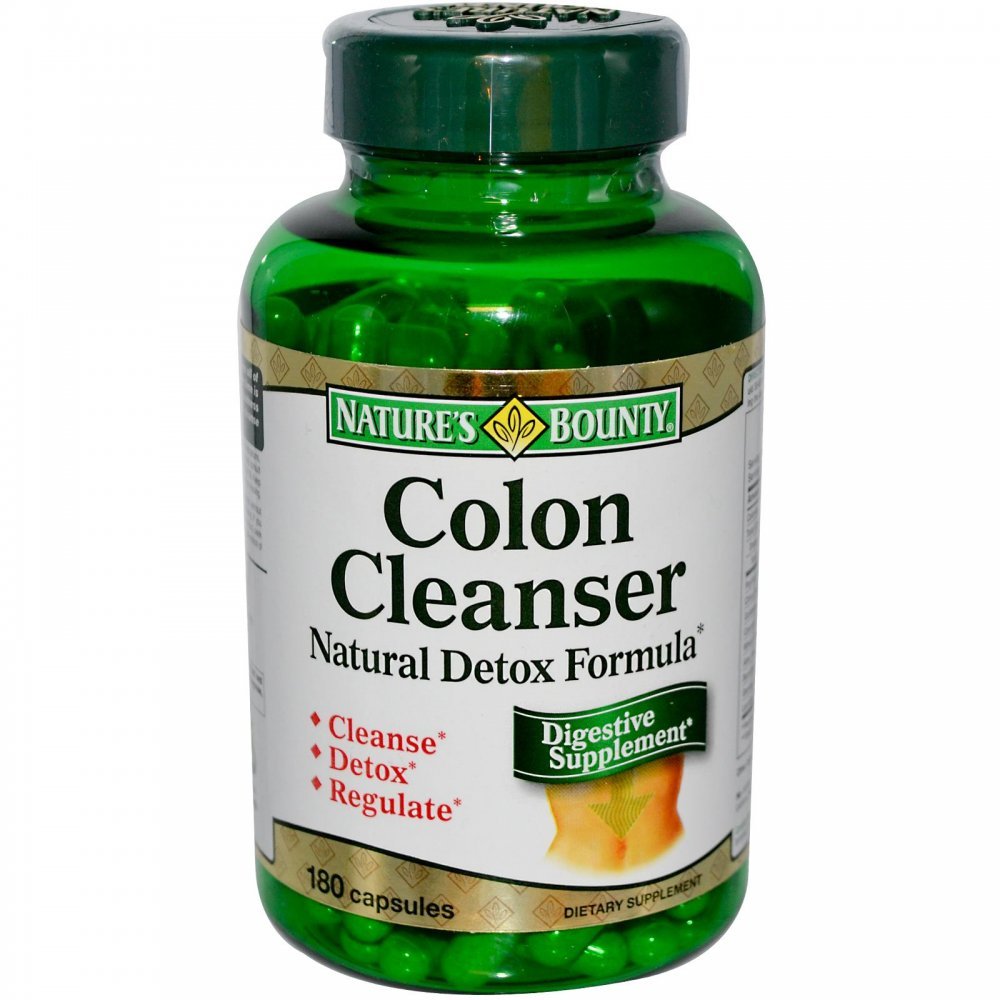 NATURE'S BOUNTY®
Colon
Cleanser
Natural Detox Formula*
Digestive
Supplement*
♦ Cleanse*
♦ Detox*
♦ Regulate*
180 capsules
DIETARY SUPPLEMENT